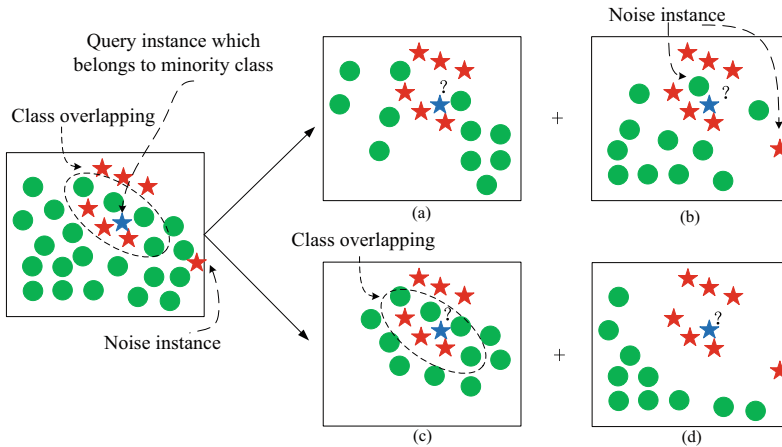 Query instance which
belongs to minority class
Class overlapping
Noise instance
?
(a)
+
Noise instance
?
(b)
Class overlapping
?
(c)
+
?
(d)